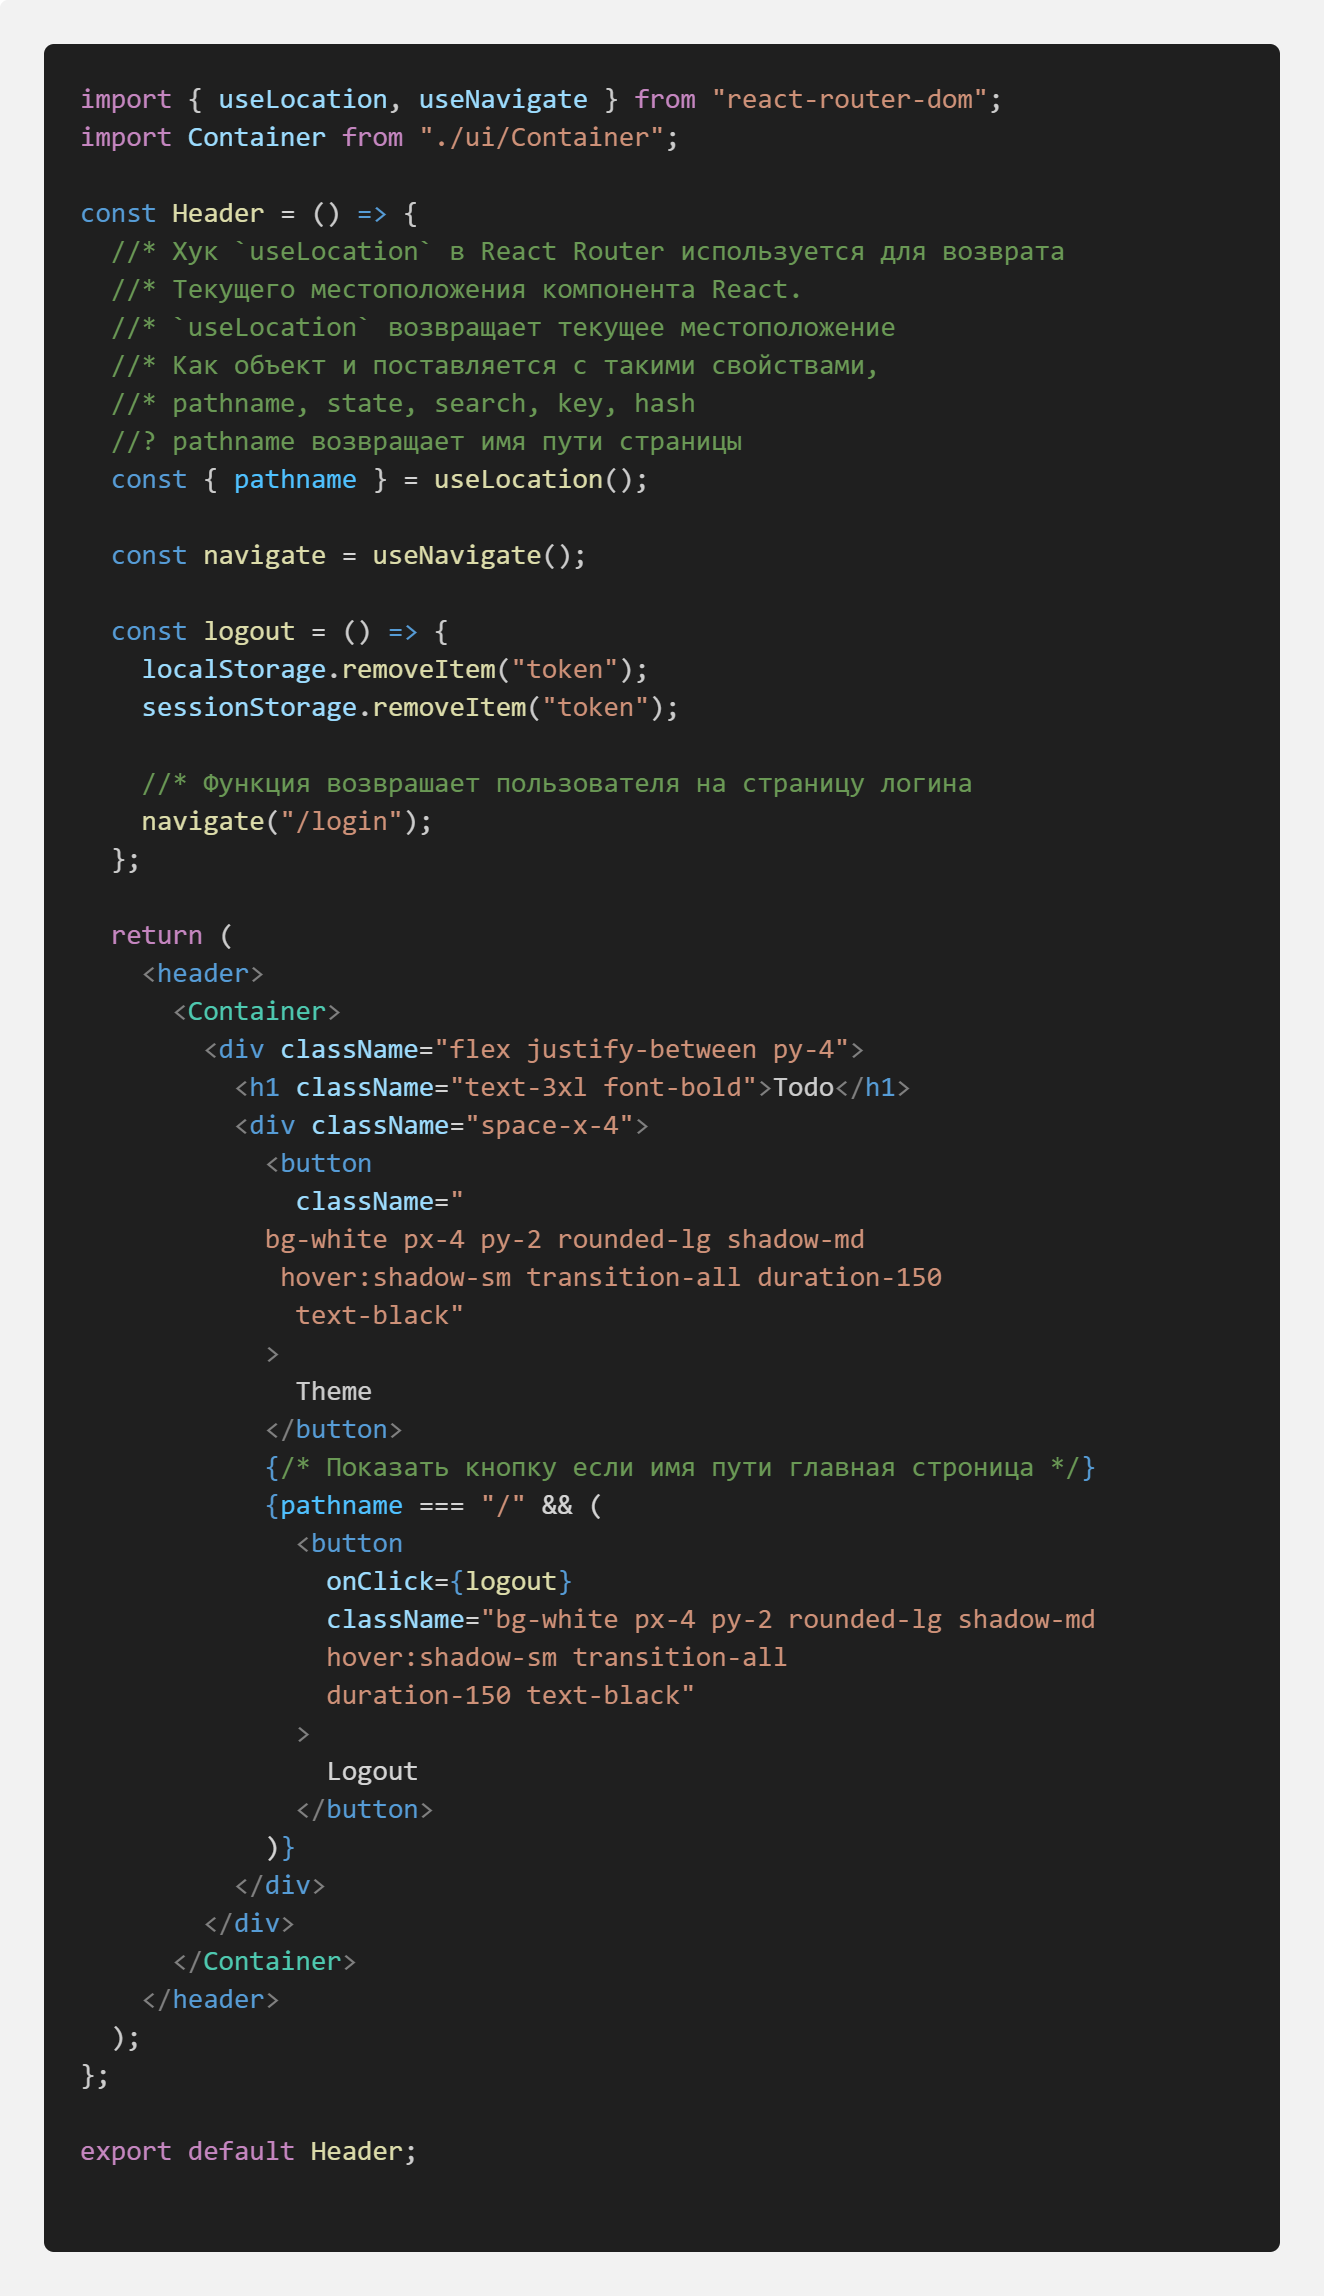 import { useLocation, useNavigate } from "react-router-dom";
import Container from "./ui/Container";
const Header = () => {
//* Хук `useLocation` в React Router используется для возврата
//* Текущего местоположения компонента React.
//* `useLocation` возвращает текущее местоположение
//* Как объект и поставляется с такими свойствами,
//* pathname, state, search, key, hash
//? pathname возвращает имя пути страницы
const { pathname } = useLocation();
const navigate = useNavigate();
const logout = () => {
localStorage.removeItem("token");
sessionStorage.removeItem("token");
//* Функция возврашает пользователя на страницу логина
navigate("/login");
};
return (
<header>
<Container>
<div className="flex justify-between py-4">
<h1 className="text-3xl font-bold">Todo</h1>
<div className="space-x-4">
<button
className="
bg-white px-4 py-2 rounded-lg shadow-md
hover:shadow-sm transition-all duration-150
text-black"
>
Theme
</button>
{/* Показать кнопку если имя пути главная строница */}
{pathname === "/" && (
<button
onClick={logout}
className="bg-white px-4 py-2 rounded-lg shadow-md
hover:shadow-sm transition-all
duration-150 text-black"
>
Logout
</button>
)}
</div>
</div>
</Container>
</header>
);
};
export default Header;